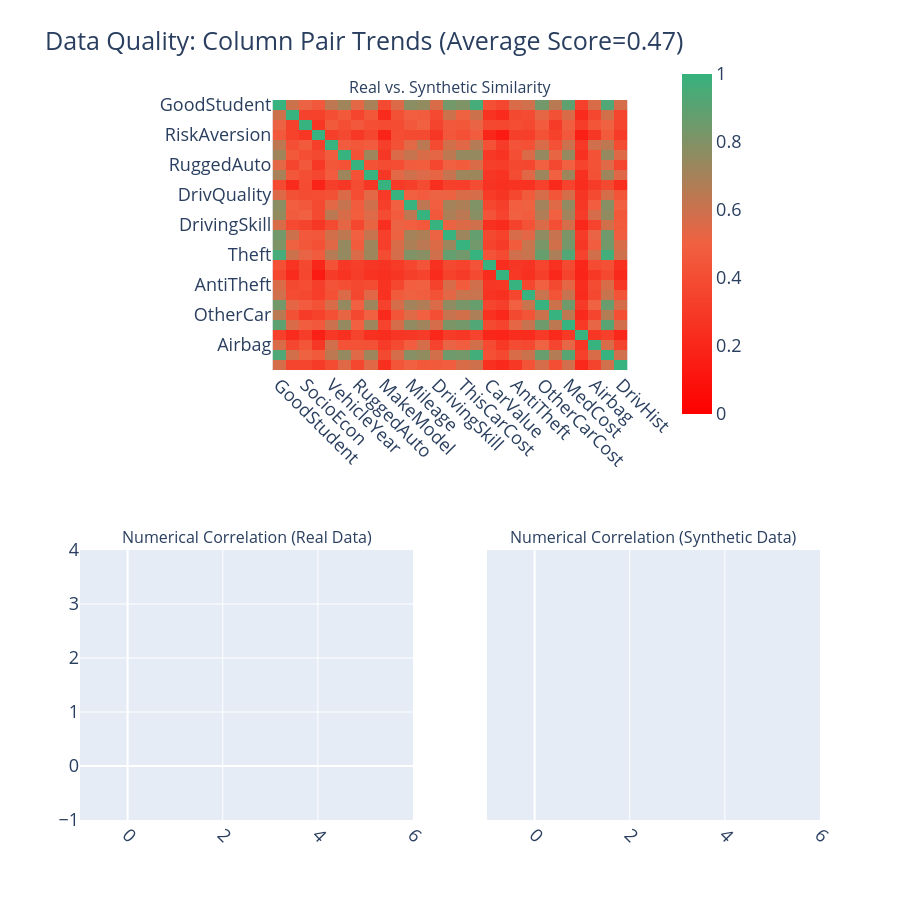 Data Quality: Column Pair Trends (Average Score=0.47)
Real vs. Synthetic Similarity
GoodStudent
RiskAversion
RuggedAuto
DrivQuality
DrivingSkill
Theft
AntiTheft
OtherCar
Airbag
GoodStudent
SocioEcon
VehicleYear
RuggedAuto
MakeModel
Mileage
DrivingSkill
ThisCarCost
CarValue
AntiTheft
OtherCarCost
MedCost
Airbag
DrivHist
1
0.8
0.6
0.4
0.2
0
Numerical Correlation (Real Data)
Numerical Correlation (Synthetic Data)
4
3
2
1
0
−1
0
2
4
6
0
2
4
6